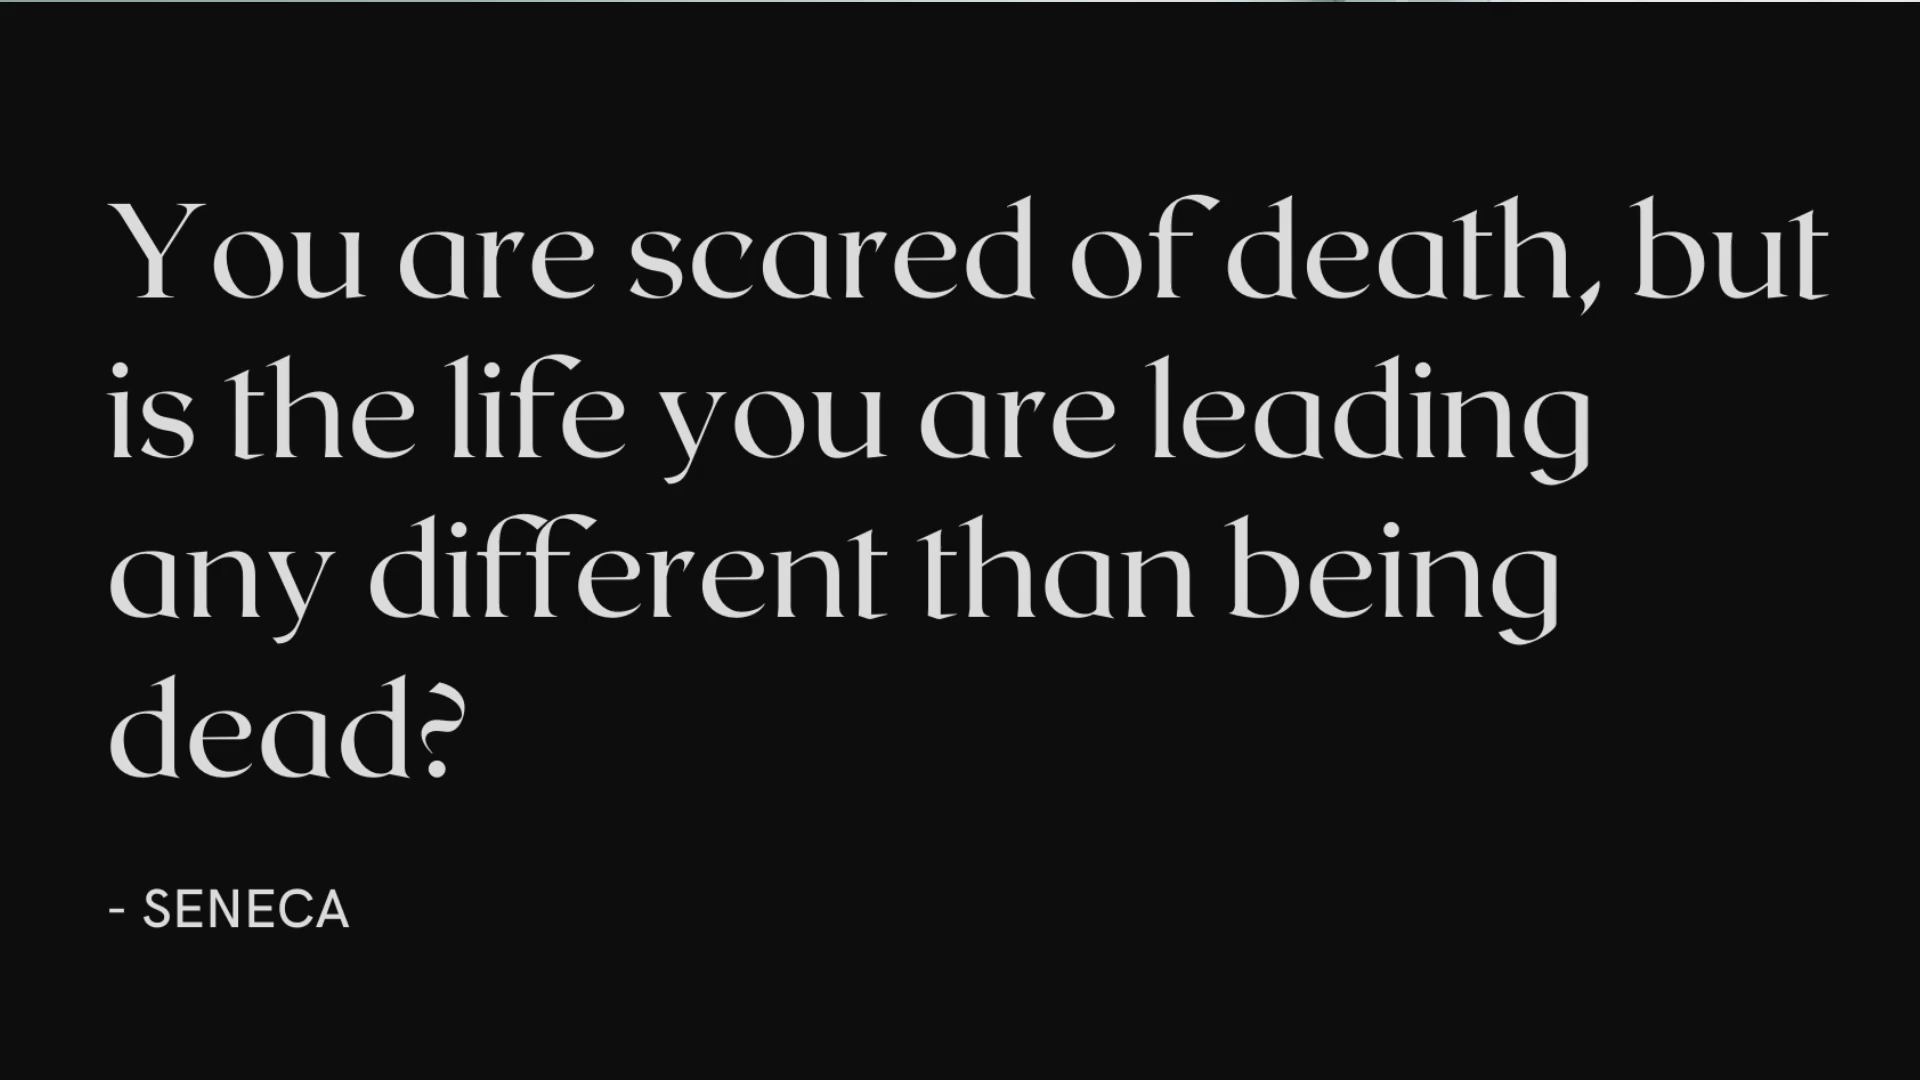 You are scared of death, but
is the life you are leading
any different than being
dead?
- SENECA